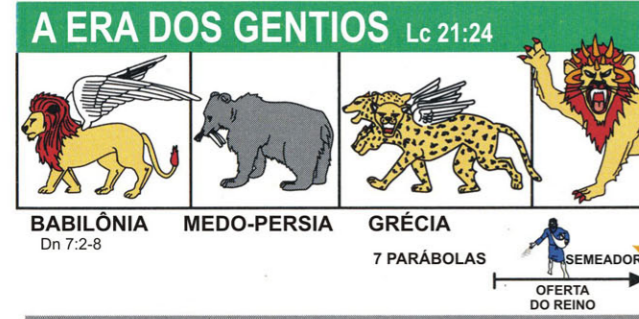 A ERA DOS GENTIOS Lc 21:24
BABILÔNIA MEDO-PERSIA GRÉCIA
Dn 7:2-8
7 PARÁBOLAS SEMEADOR
OFERTA
DO REINO